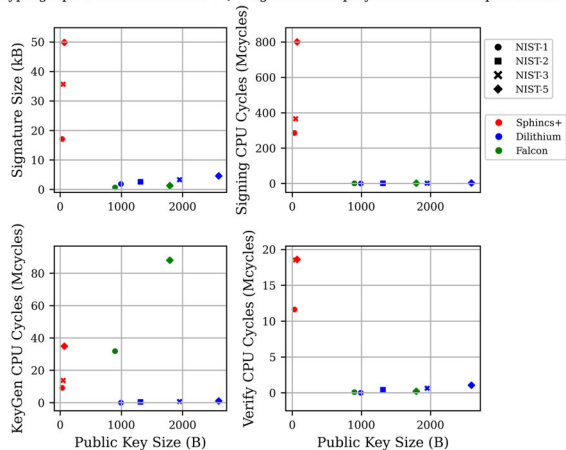 Signature Size (kB)
50
40
30
20
10
0
0
1000
2000
Signing CPU Cycles (Mcycles)
800
600
400
200
0
0
1000
2000
NIST-1
NIST-2
NIST-3
NIST-5
Sphincs+
Dilithium
Falcon
KeyGen CPU Cycles (Mcycles)
80
60
40
20
0
0
1000
2000
Public Key Size (B)
Verify CPU Cycles (Mcycles)
20
15
10
5
0
0
1000
2000
Public Key Size (B)